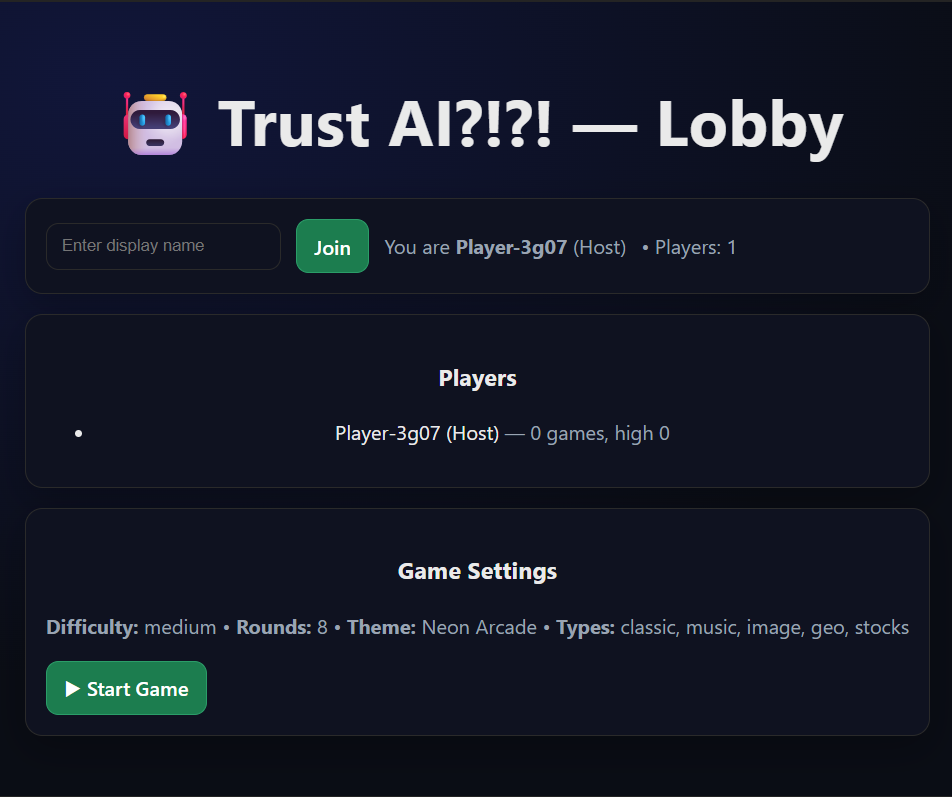 Trust AI?!?! — Lobby
Enter display name
Join
You are Player-3g07 (Host) • Players: 1
Players
• Player-3g07 (Host) — 0 games, high 0
Game Settings
Difficulty: medium • Rounds: 8 • Theme: Neon Arcade • Types: classic, music, image, geo, stocks
▶ Start Game